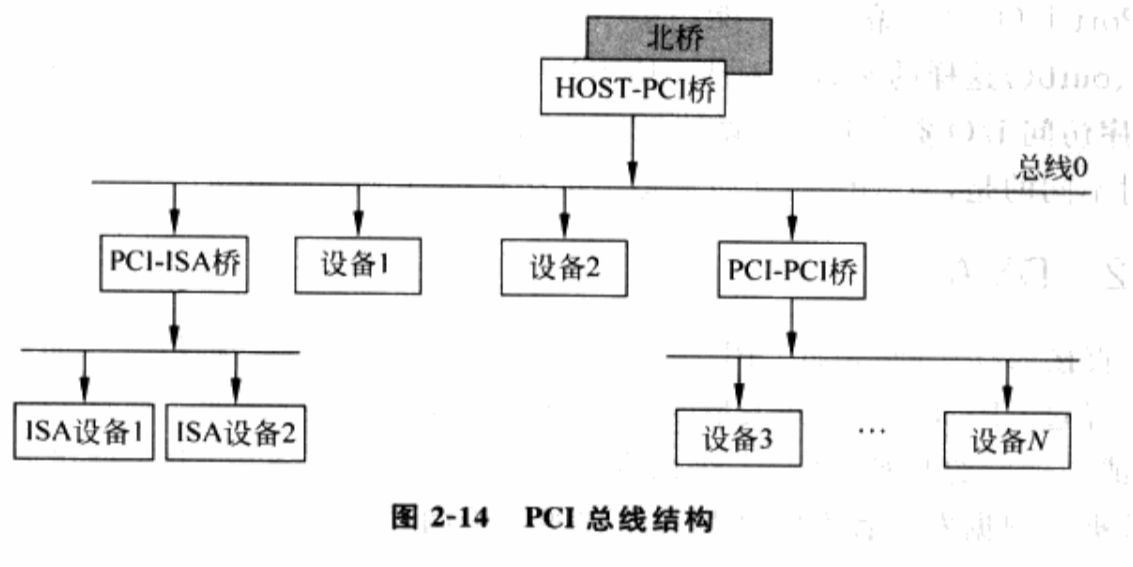 北桥
HOST-PCI桥
总线0
PCI-ISA桥
设备1
设备2
PCI-PCI桥
ISA设备1
ISA设备2
设备3
…
设备N
图 2-14 PCI 总线结构